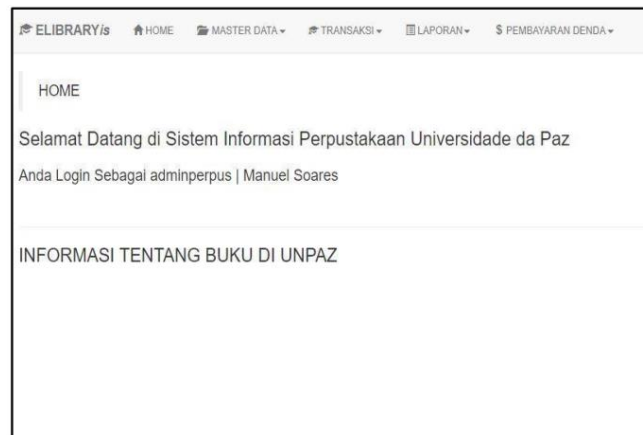 ELIBRARYis HOME MASTER DATA TRANSAKSI LAPORAN $ PEMBAYARAN DENDA
HOME
Selamat Datang di Sistem Informasi Perpustakaan Universidade da Paz
Anda Login Sebagai adminperpus | Manuel Soares
INFORMASI TENTANG BUKU DI UNPAZ